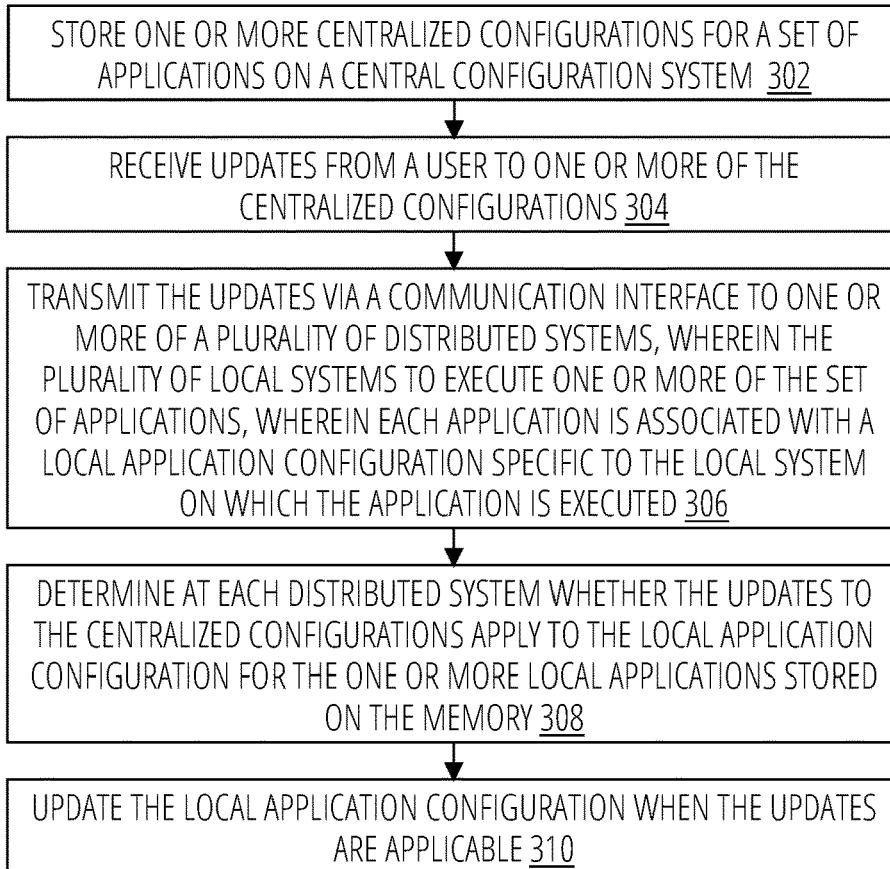 STORE ONE OR MORE CENTRALIZED CONFIGURATIONS FOR A SET OF
APPLICATIONS ON A CENTRAL CONFIGURATION SYSTEM 302
RECEIVE UPDATES FROM A USER TO ONE OR MORE OF THE
CENTRALIZED CONFIGURATIONS 304
TRANSMIT THE UPDATES VIA A COMMUNICATION INTERFACE TO ONE OR
MORE OF A PLURALITY OF DISTRIBUTED SYSTEMS, WHEREIN THE
PLURALITY OF LOCAL SYSTEMS TO EXECUTE ONE OR MORE OF THE SET
OF APPLICATIONS, WHEREIN EACH APPLICATION IS ASSOCIATED WITH A
LOCAL APPLICATION CONFIGURATION SPECIFIC TO THE LOCAL SYSTEM
ON WHICH THE APPLICATION IS EXECUTED 306
DETERMINE AT EACH DISTRIBUTED SYSTEM WHETHER THE UPDATES TO
THE CENTRALIZED CONFIGURATIONS APPLY TO THE LOCAL APPLICATION
CONFIGURATION FOR THE ONE OR MORE LOCAL APPLICATIONS STORED
ON THE MEMORY 308
UPDATE THE LOCAL APPLICATION CONFIGURATION WHEN THE UPDATES
ARE APPLICABLE 310